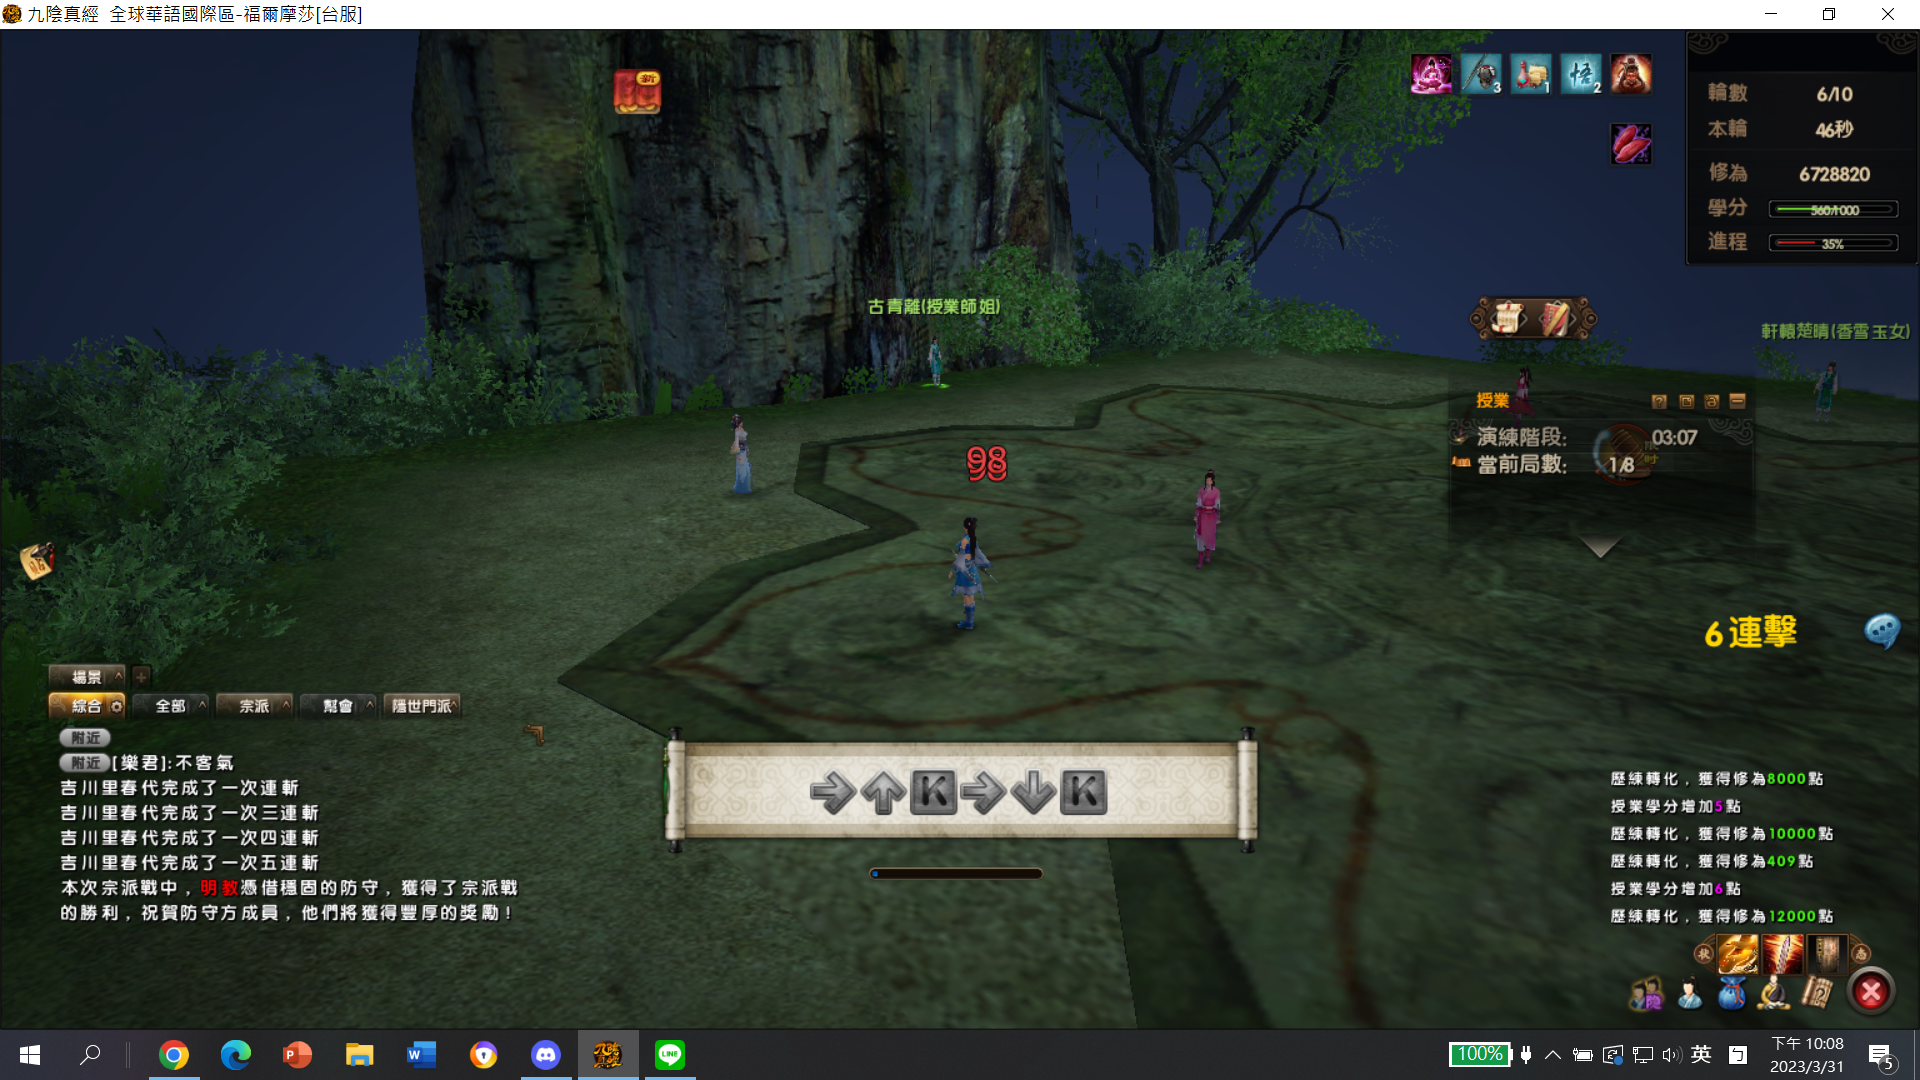 九陰真經 全球華語國際區-福爾摩莎[台服]
新
3
1
悟2
輪數 6/10
本輪 46秒
修為 6728820
學分 560/1000
進程 35%
古青離(授業師姐)
軒轅楚晴(香雪玉女)
授業
演練階段: 03:07
當前局數: 1/8
98
6連擊
場景
綜合 全部 宗派 幫會 隱世門派
附近
附近 [樂君]:不客氣
吉川里春代完成了一次連斬
吉川里春代完成了一次三連斬
吉川里春代完成了一次四連斬
吉川里春代完成了一次五連斬
本次宗派戰中，明教憑借穩固的防守，獲得了宗派戰
的勝利，祝賀防守方成員，他們將獲得豐厚的獎勵！
→↑K→↓K
歷練轉化，獲得修為8000點
授業學分增加5點
歷練轉化，獲得修為10000點
歷練轉化，獲得修為409點
授業學分增加6點
歷練轉化，獲得修為12000點
100%
英
下午 10:08
2023/3/31
5
LINE